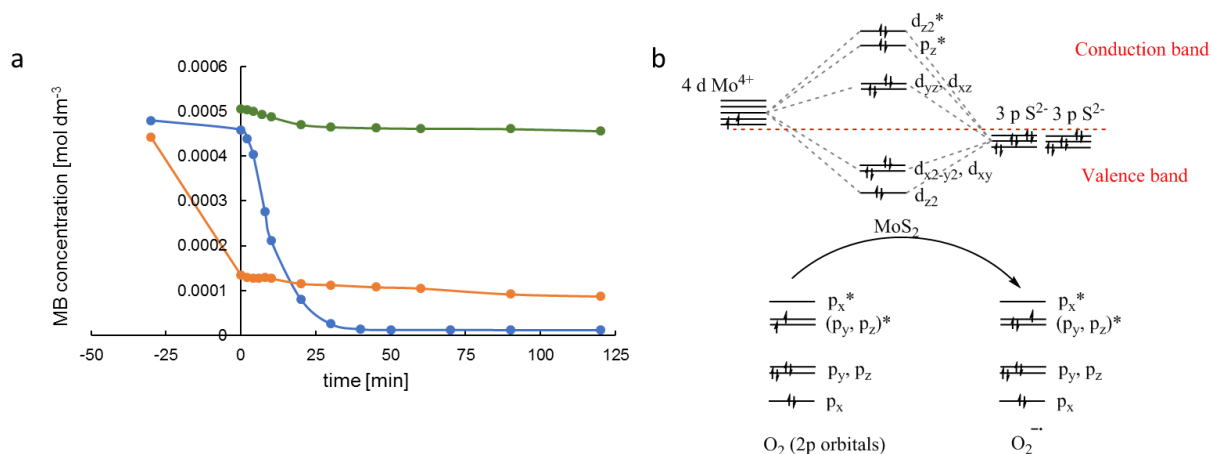 a
MB concentration [mol dm-3]
0.0006
0.0005
0.0004
0.0003
0.0002
0.0001
0
-50
-25
0
25
50
75
100
125
time [min]
b
dz2*
pz*
Conduction band
4 d Mo4+
dyz, dxz
3 p S2- 3 p S2-
dx2-y2, dxy
Valence band
dz2
MoS2
px*
(py, pz)*
py, pz
px
O2 (2p orbitals)
px*
(py, pz)*
py, pz
px
O2−•